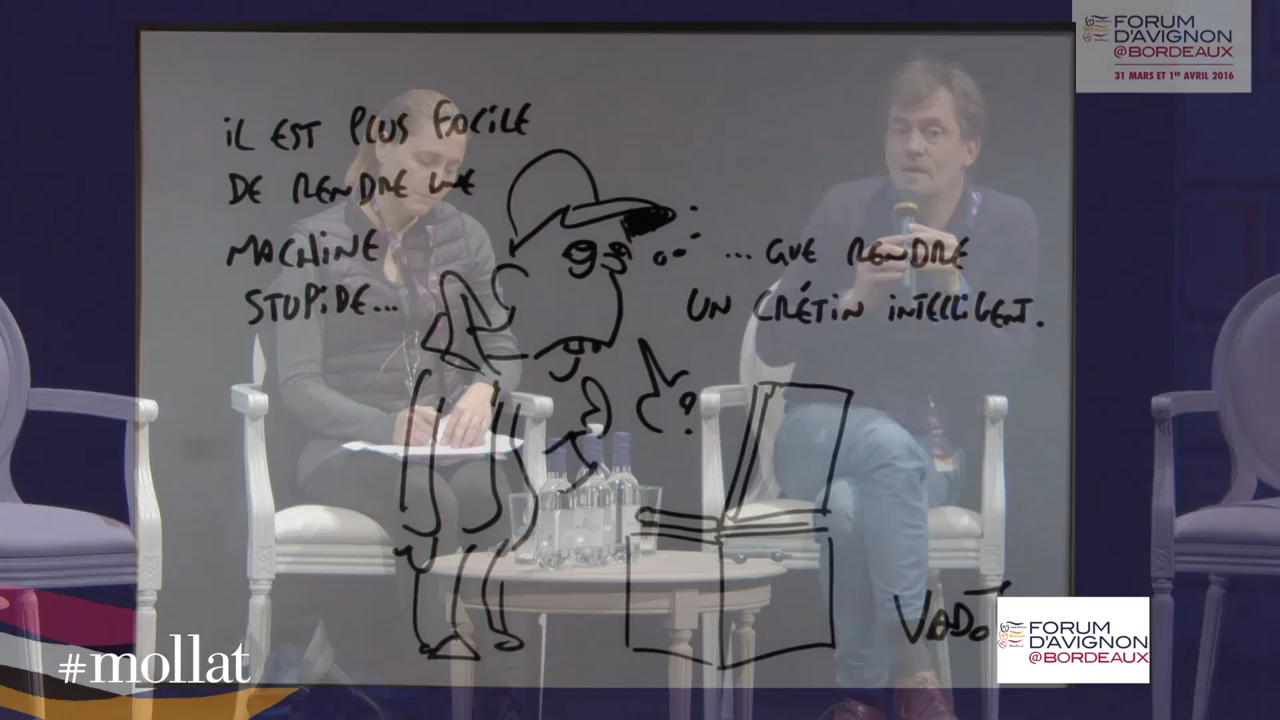 FORUM
D'AVIGNON
@BORDEAUX
31 MARS ET 1ER AVRIL 2016
iL EST PLUS FACiLE
DE RENDRE UNE
MACHiNE
STUPiDE...
... QUE RENDRE
UN CRÉTiN iNTELLiGENT.
?
VADO
FORUM
D'AVIGNON
@BORDEAUX
#mollat